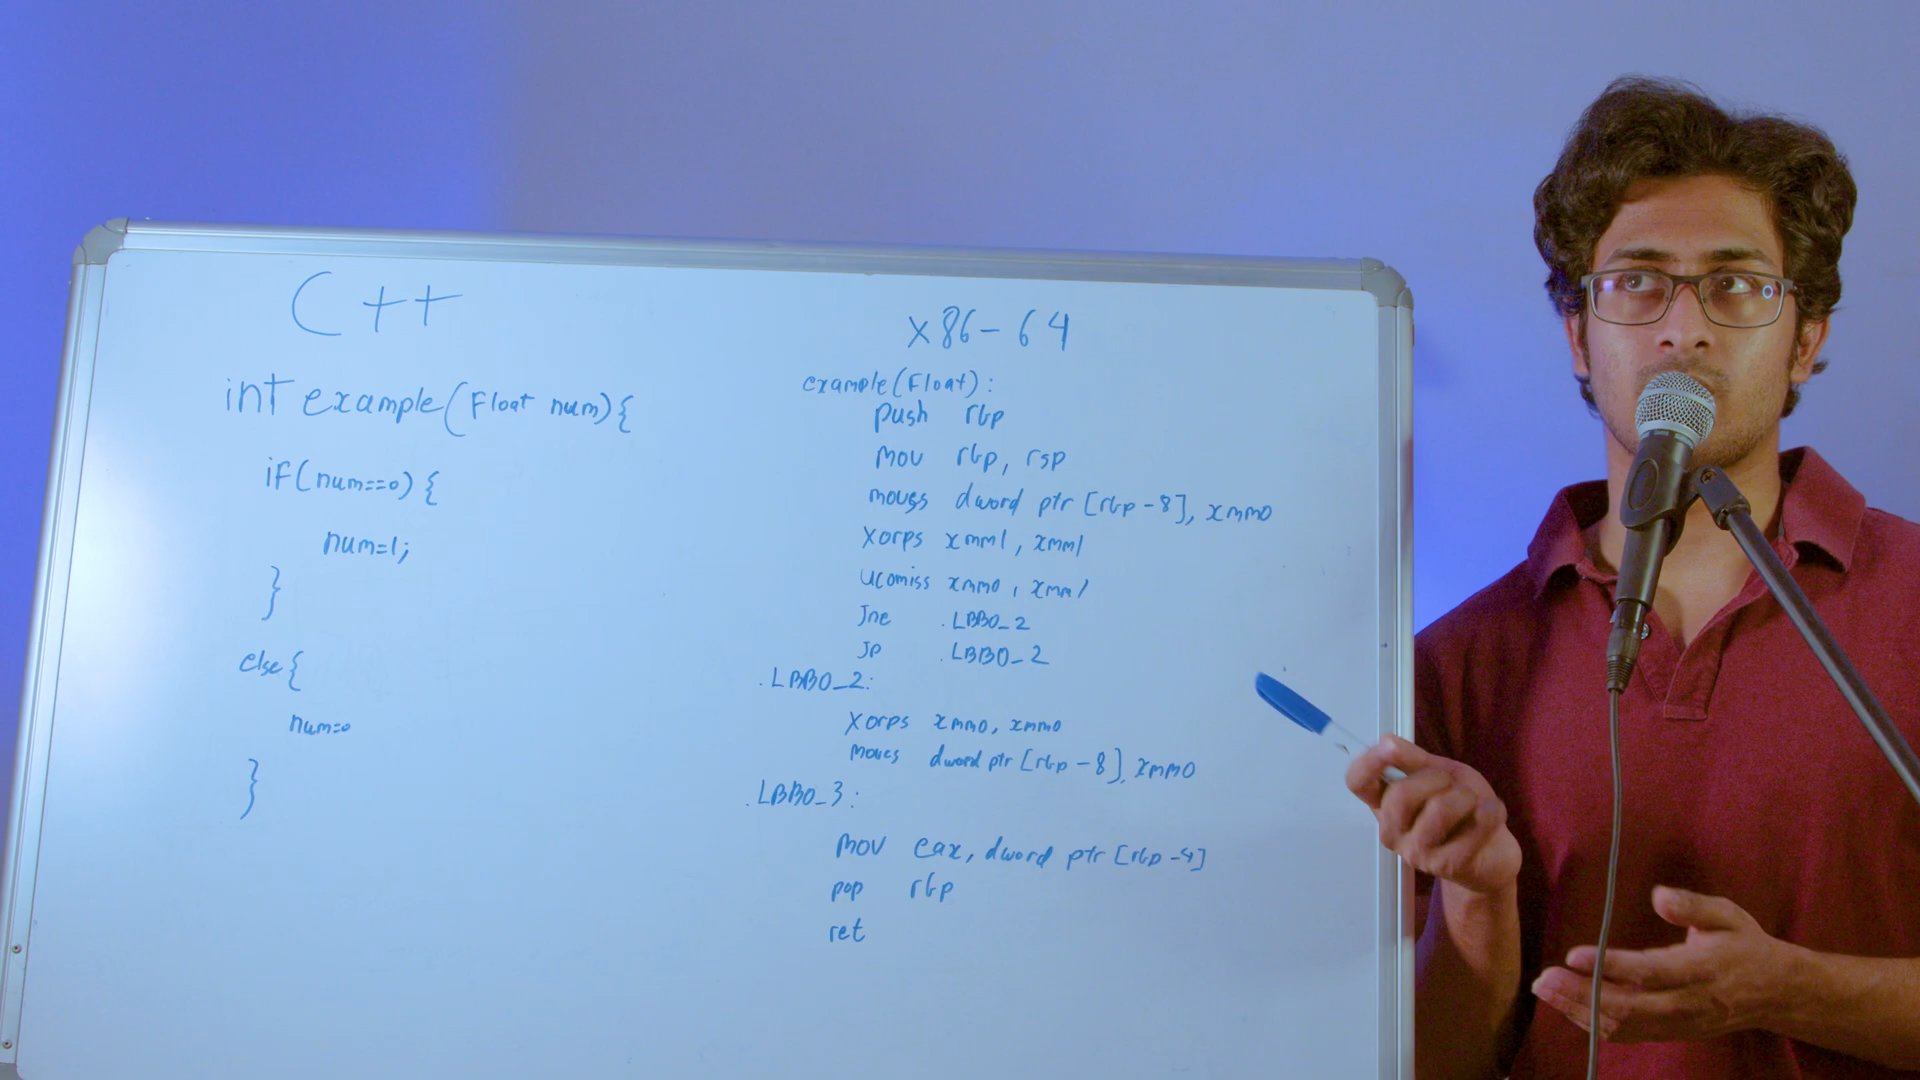 C++
int example(Float num){
if(num==0){
num=1;
}
else{
num=0
}
x86-64
example(Float):
push rbp
mov rbp, rsp
movss dword ptr [rbp-8], xmm0
xorps xmm1, xmm1
ucomiss xmm0, xmm1
Jne .LBB0_2
JP .LBB0_2
.LBB0_2:
xorps xmm0, xmm0
movss dword ptr [rbp-8], xmm0
.LBB0_3:
mov eax, dword ptr [rbp-4]
pop rbp
ret